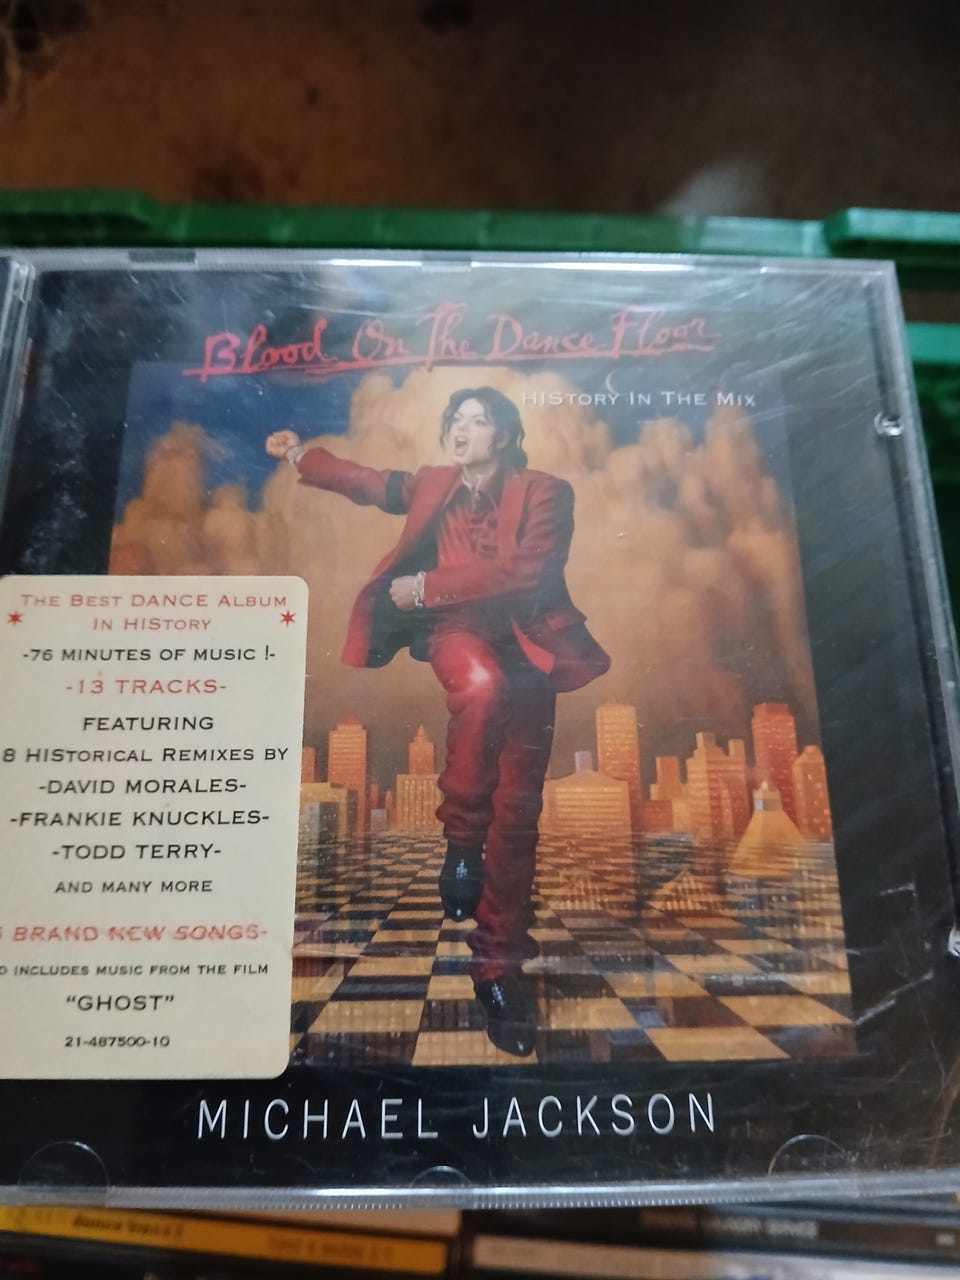 Blood On The Dance Floor
HISTORY IN THE MIX
THE BEST DANCE ALBUM
IN HISTORY
-76 MINUTES OF MUSIC !-
-13 TRACKS-
FEATURING
8 HISTORICAL REMIXES BY
-DAVID MORALES-
-FRANKIE KNUCKLES-
-TODD TERRY-
AND MANY MORE
BRAND NEW SONGS-
INCLUDES MUSIC FROM THE FILM
“GHOST”
21-487500-10
MICHAEL JACKSON